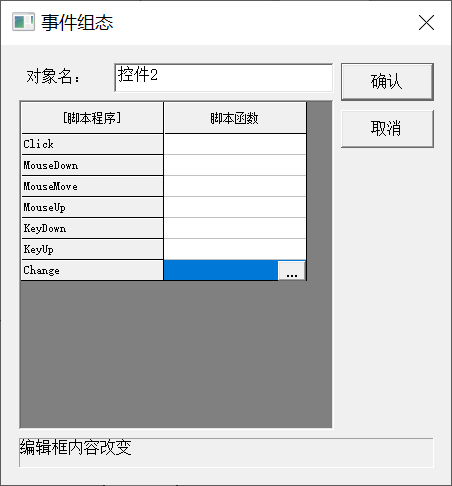 事件组态
对象名：
控件2
确认
取消
[脚本程序]
脚本函数
Click
MouseDown
MouseMove
MouseUp
KeyDown
KeyUp
Change
...
编辑框内容改变